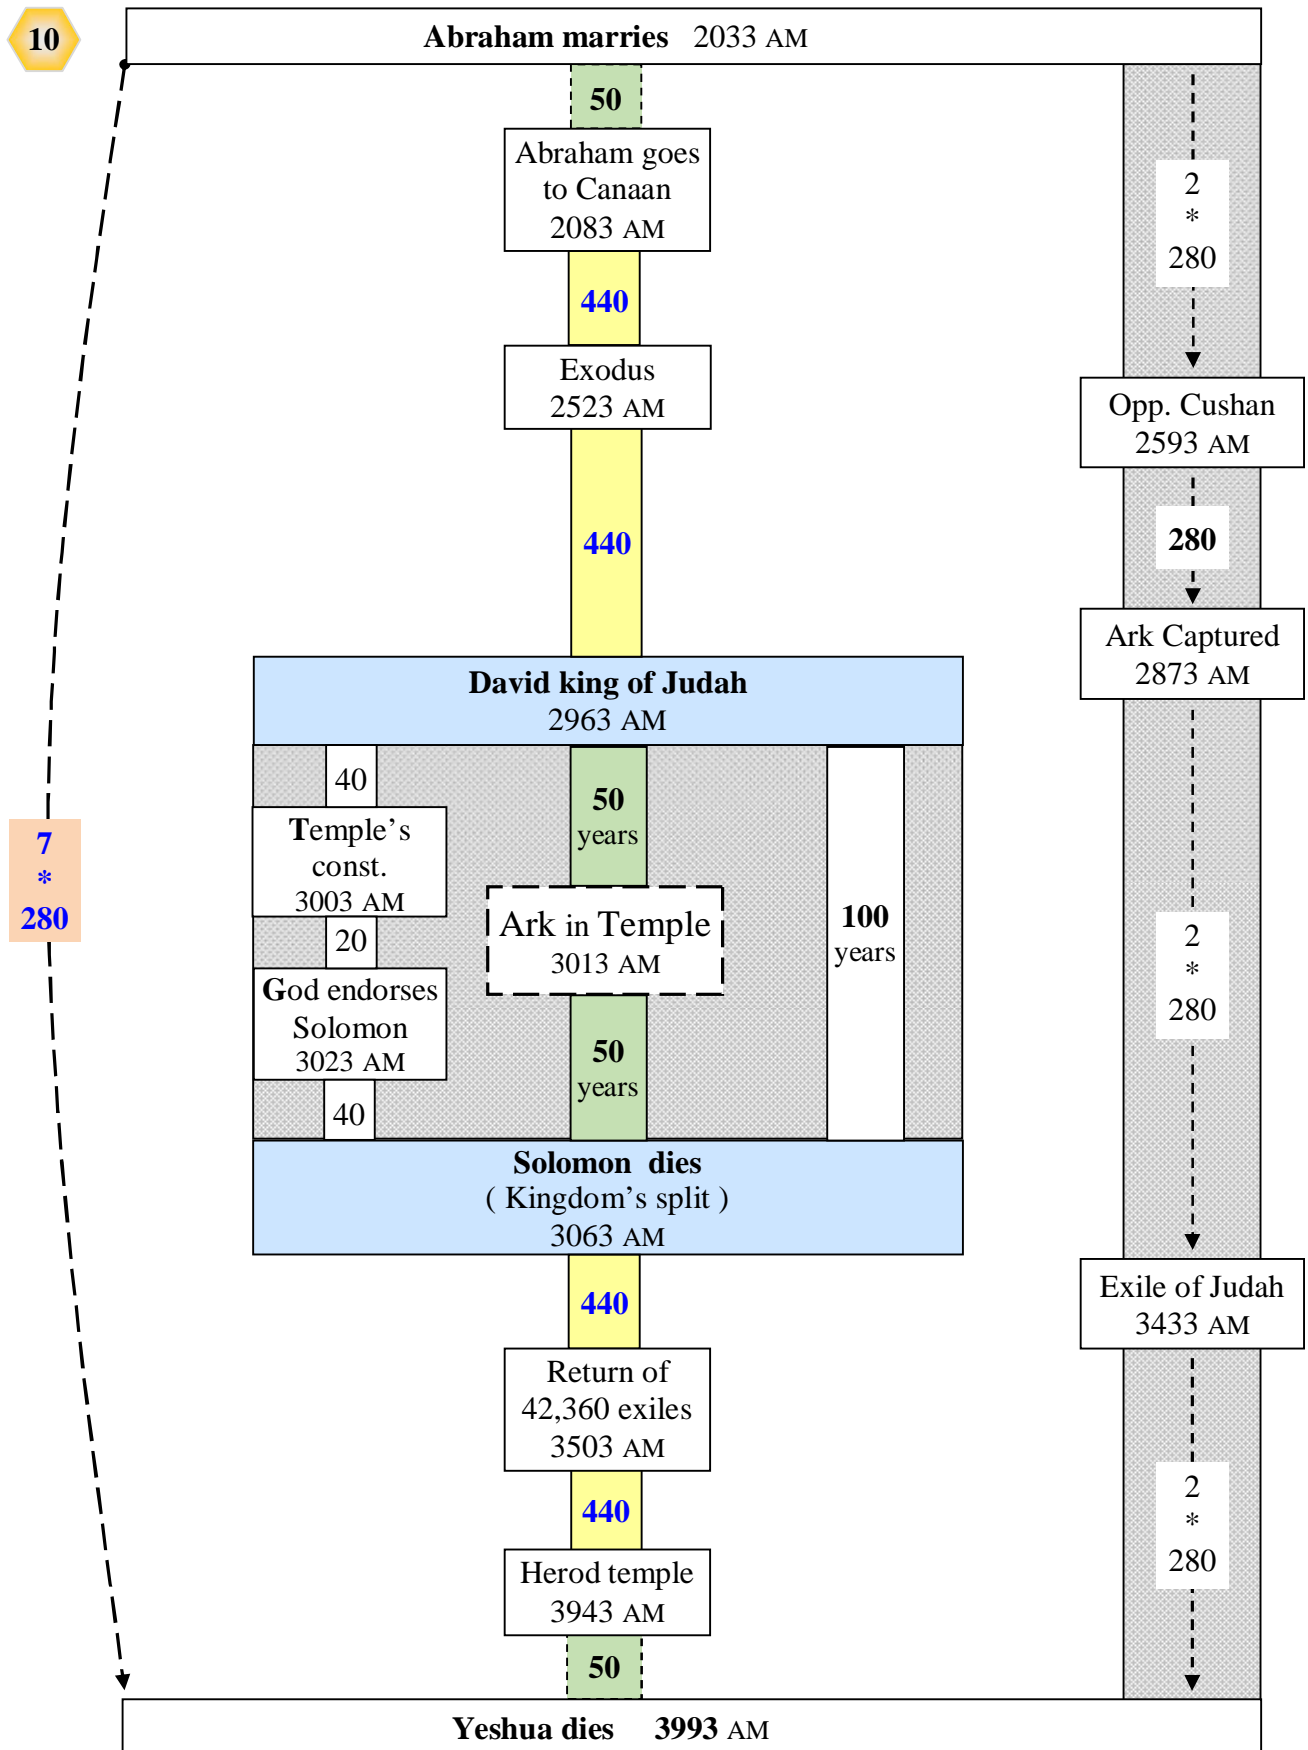 10
Abraham marries 2033 AM
50
Abraham goes
to Canaan
2083 AM
440
Exodus
2523 AM
440
David king of Judah
2963 AM
40
Temple's
const.
3003 AM
20
God endorses
Solomon
3023 AM
40
50
years
Ark in Temple
3013 AM
50
years
100
years
Solomon dies
( Kingdom's split )
3063 AM
440
Return of
42,360 exiles
3503 AM
440
Herod temple
3943 AM
50
7
*
280
2
*
280
Opp. Cushan
2593 AM
280
Ark Captured
2873 AM
2
*
280
Exile of Judah
3433 AM
2
*
280
Yeshua dies 3993 AM